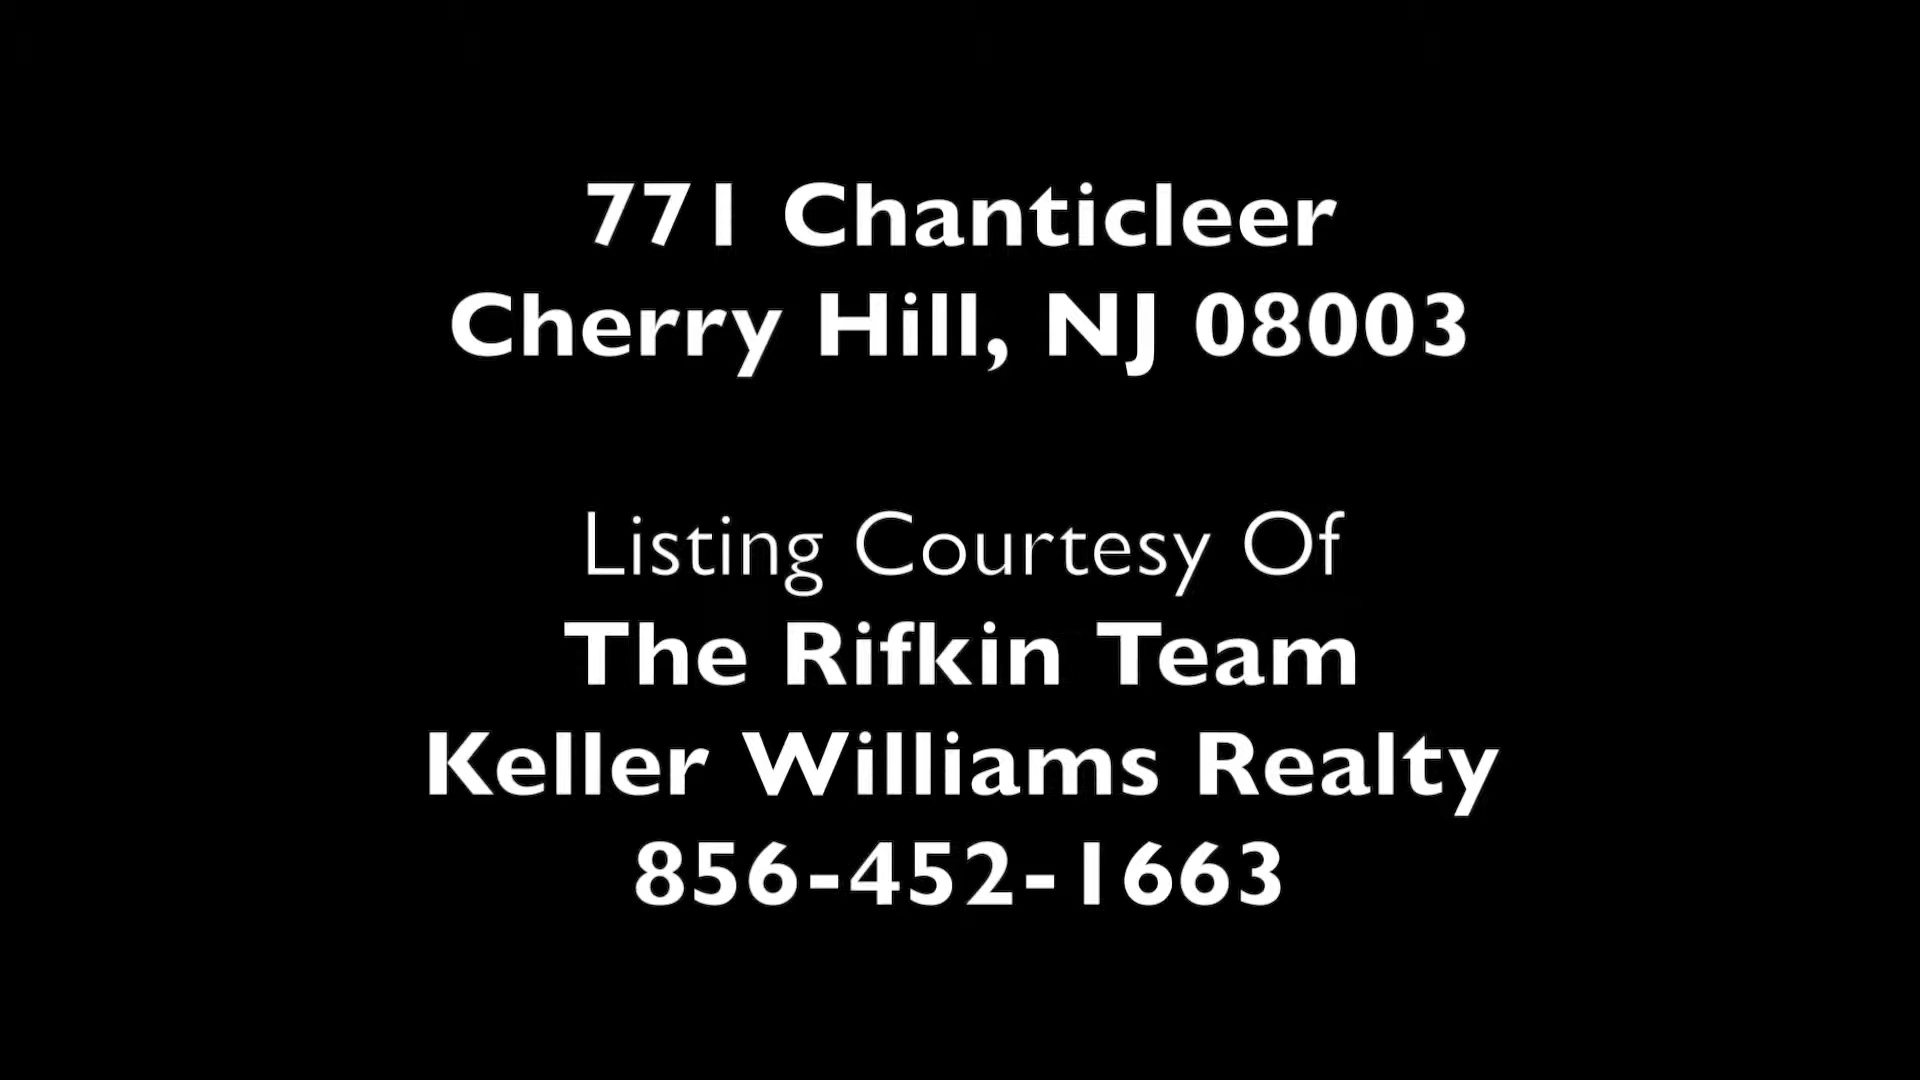 771 Chanticleer
Cherry Hill, NJ 08003
Listing Courtesy Of
The Rifkin Team
Keller Williams Realty
856-452-1663